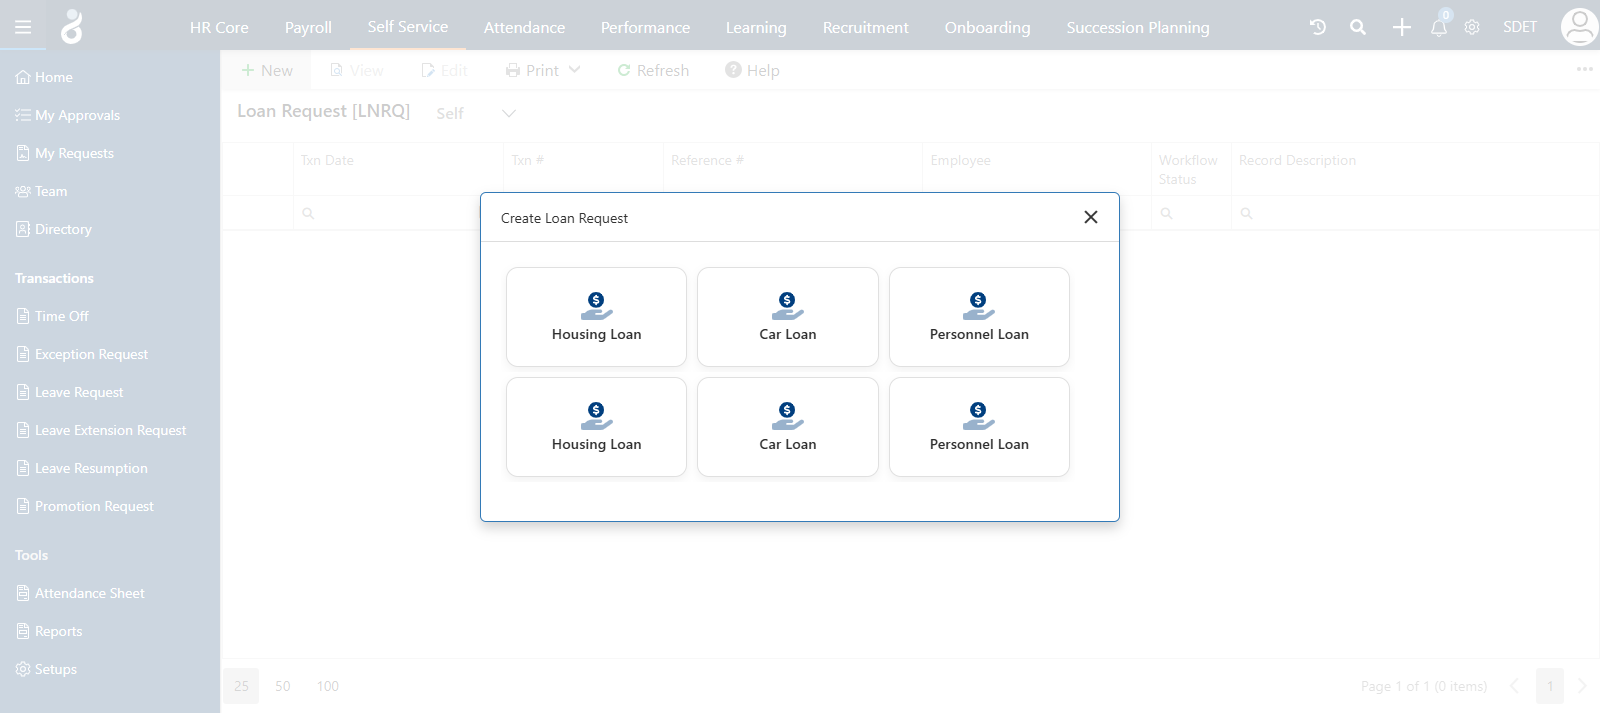 HR Core Payroll Self Service Attendance Performance Learning Recruitment Onboarding Succession Planning 0 SDET
Home
My Approvals
My Requests
Team
Directory
Transactions
Time Off
Exception Request
Leave Request
Leave Extension Request
Leave Resumption
Promotion Request
Tools
Attendance Sheet
Reports
Setups
New View Edit Print Refresh Help
Loan Request [LNRQ] Self
Txn Date Txn # Reference # Employee Workflow Status Record Description
Create Loan Request
Housing Loan Car Loan Personnel Loan
Housing Loan Car Loan Personnel Loan
25 50 100 Page 1 of 1 (0 items) 1